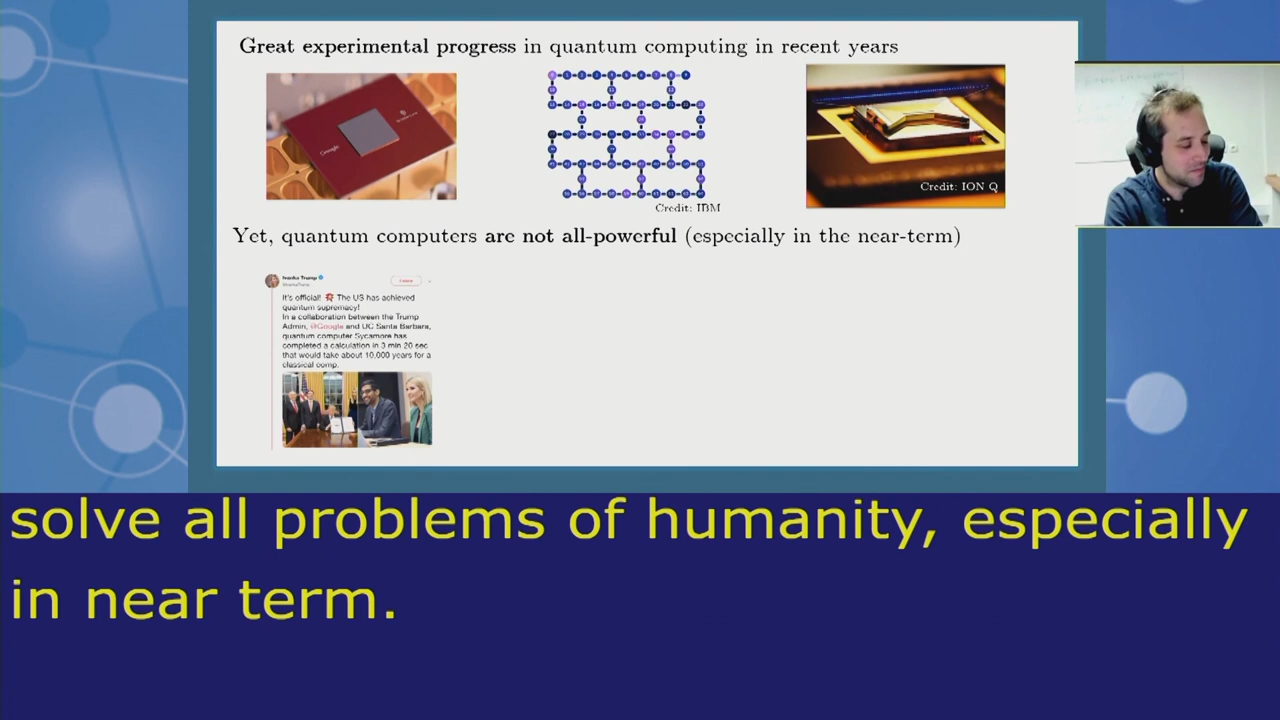 Great experimental progress in quantum computing in recent years
Google
Credit: IBM
Credit: ION Q
Yet, quantum computers are not all-powerful (especially in the near-term)
Ivanka Trump
It's official! The US has achieved
quantum supremacy!
In a collaboration between the Trump
Admin, @Google and UC Santa Barbara,
quantum computer Sycamore has
completed a calculation in 3 min 20 sec
that would take about 10,000 years for a
classical comp.
solve all problems of humanity, especially
in near term.